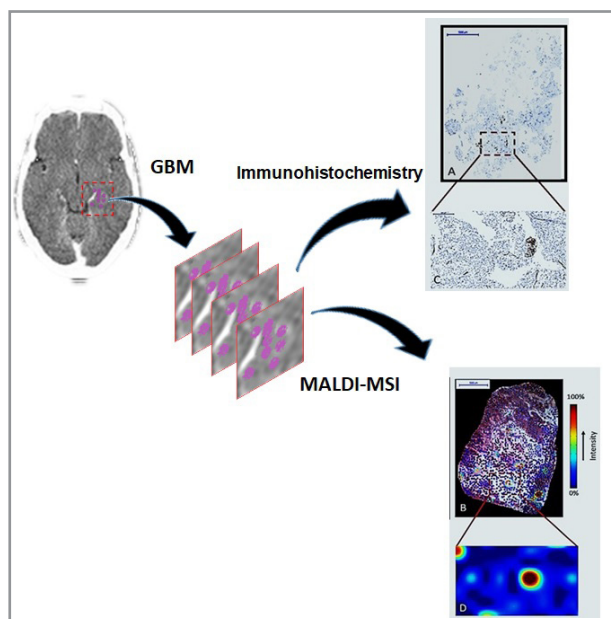 GBM
Immunohistochemistry
A
C
MALDI-MSI
100%
Intensity
0%
B
D